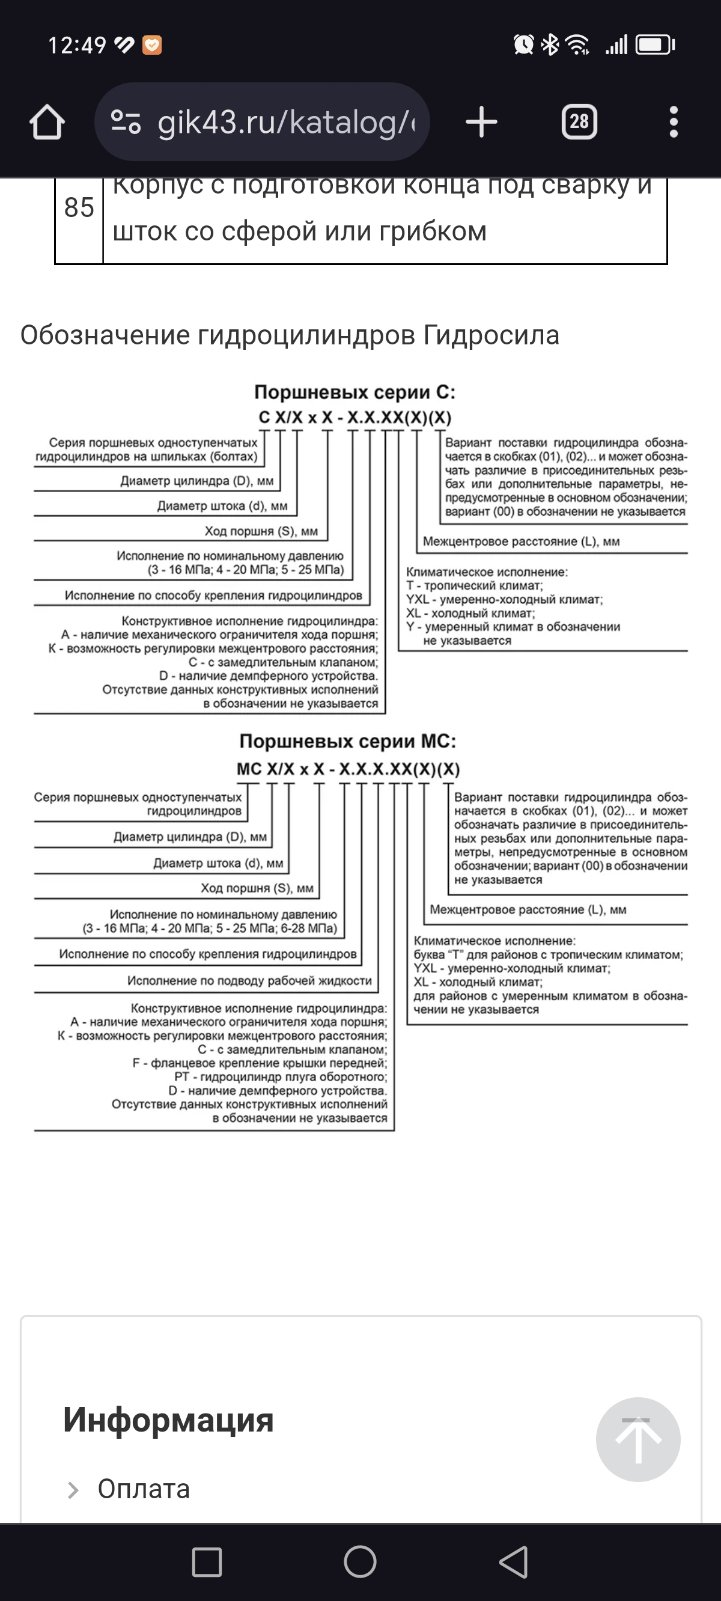 12:49
gik43.ru/katalog/
28
85
Корпус с подготовкой конца под сварку и
шток со сферой или грибком
Обозначение гидроцилиндров Гидросила
Поршневых серии С:
С X/X x X - X.X.XX(X)(X)
Серия поршневых одноступенчатых
гидроцилиндров на шпильках (болтах)
Диаметр цилиндра (D), мм
Диаметр штока (d), мм
Ход поршня (S), мм
Исполнение по номинальному давлению
(3 - 16 МПа; 4 - 20 МПа; 5 - 25 МПа)
Исполнение по способу крепления гидроцилиндров
Конструктивное исполнение гидроцилиндра:
А - наличие механического ограничителя хода поршня;
К - возможность регулировки межцентрового расстояния;
С - с замедлительным клапаном;
D - наличие демпферного устройства.
Отсутствие данных конструктивных исполнений
в обозначении не указывается
Вариант поставки гидроцилиндра обозна-
чается в скобках (01), (02)... и может обозна-
чать различие в присоединительных резь-
бах или дополнительные параметры, не-
предусмотренные в основном обозначении;
вариант (00) в обозначении не указывается
Межцентровое расстояние (L), мм
Климатическое исполнение:
Т - тропический климат;
YXL - умеренно-холодный климат;
XL - холодный климат;
Y - умеренный климат в обозначении
не указывается
Поршневых серии МС:
МС X/X x X - X.X.X.XX(X)(X)
Серия поршневых одноступенчатых
гидроцилиндров
Диаметр цилиндра (D), мм
Диаметр штока (d), мм
Ход поршня (S), мм
Исполнение по номинальному давлению
(3 - 16 МПа; 4 - 20 МПа; 5 - 25 МПа; 6-28 МПа)
Исполнение по способу крепления гидроцилиндров
Исполнение по подводу рабочей жидкости
Конструктивное исполнение гидроцилиндра:
А - наличие механического ограничителя хода поршня;
К - возможность регулировки межцентрового расстояния;
С - с замедлительным клапаном;
F - фланцевое крепление крышки передней;
PT - гидроцилиндр плуга оборотного;
D - наличие демпферного устройства.
Отсутствие данных конструктивных исполнений
в обозначении не указывается
Вариант поставки гидроцилиндра обоз-
начается в скобках (01), (02)... и может
обозначать различие в присоединитель-
ных резьбах или дополнительные пара-
метры, непредусмотренные в основном
обозначении; вариант (00) в обозначении
не указывается
Межцентровое расстояние (L), мм
Климатическое исполнение:
буква "Т" для районов с тропическим климатом;
YXL - умеренно-холодный климат;
XL - холодный климат;
для районов с умеренным климатом в обозна-
чении не указывается
Информация
Оплата